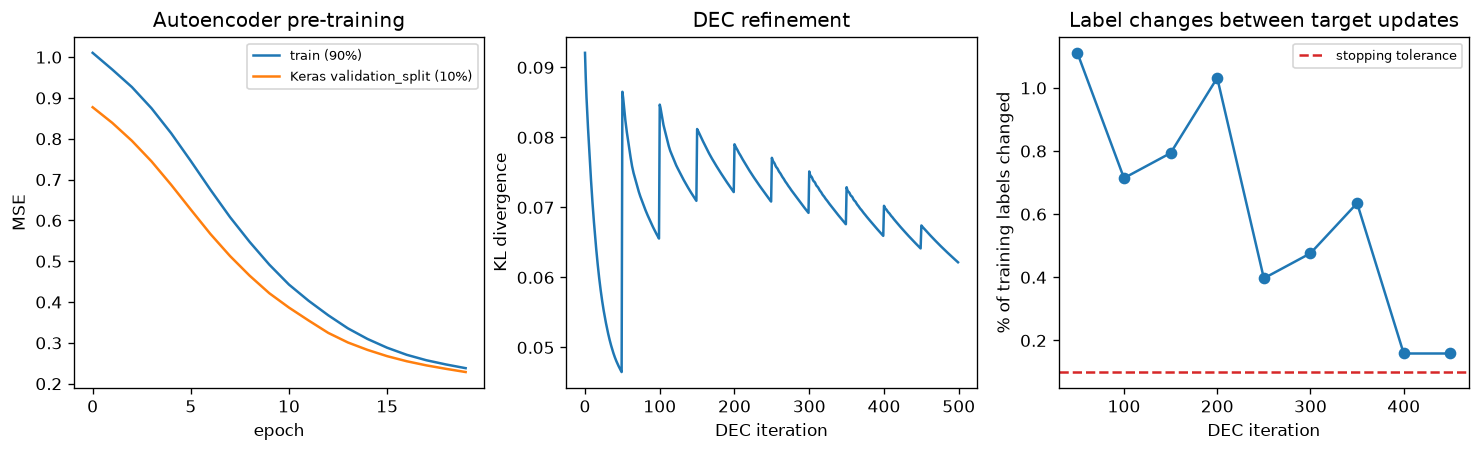 Autoencoder pre-training
train (90%)
Keras validation_split (10%)
MSE
1.0
0.9
0.8
0.7
0.6
0.5
0.4
0.3
0.2
0 5 10 15
epoch
DEC refinement
KL divergence
0.09
0.08
0.07
0.06
0.05
0 100 200 300 400 500
DEC iteration
Label changes between target updates
stopping tolerance
% of training labels changed
1.0
0.8
0.6
0.4
0.2
100 200 300 400
DEC iteration